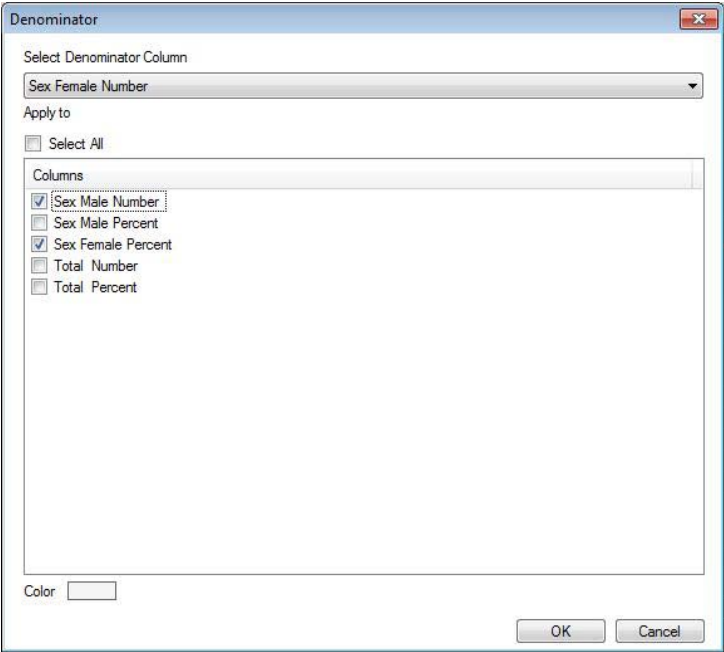 Denominator
Select Denominator Column
Sex Female Number
Apply to
Select All
Columns
Sex Male Number
Sex Male Percent
Sex Female Percent
Total Number
Total Percent
Color
OK Cancel